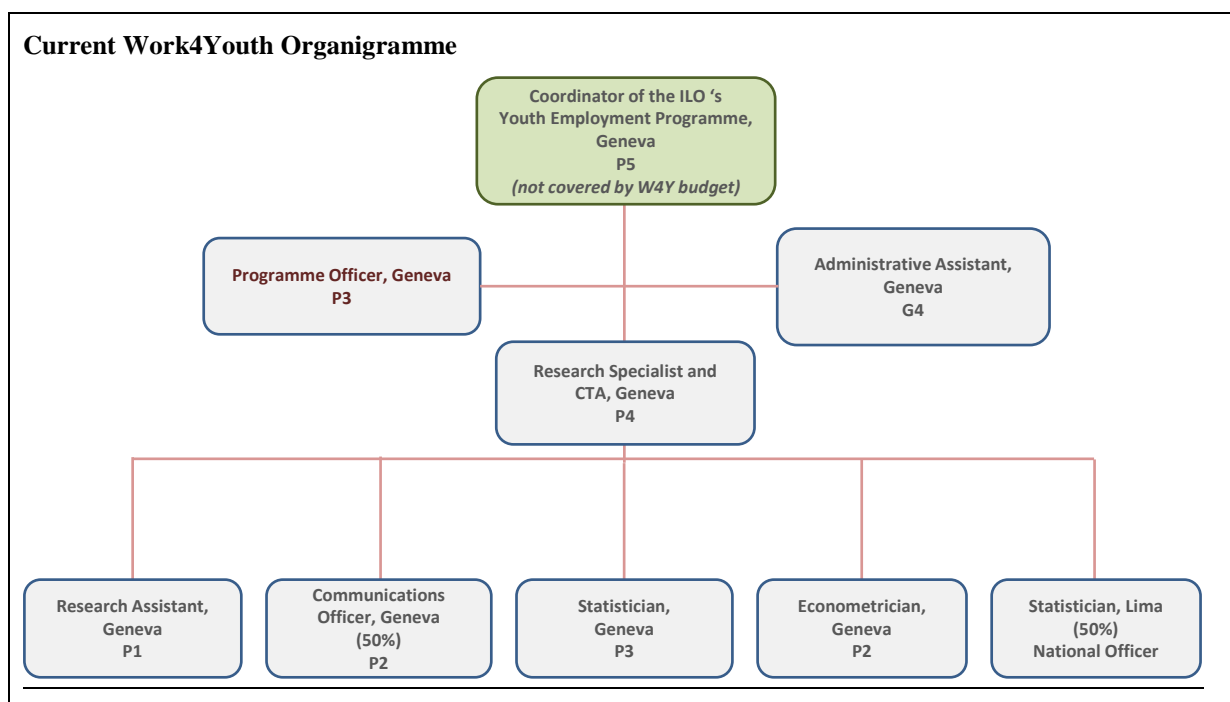 Current Work4Youth Organigramme
Coordinator of the ILO ‘s
Youth Employment Programme,
Geneva
P5
(not covered by W4Y budget)
Programme Officer, Geneva
P3
Administrative Assistant,
Geneva
G4
Research Specialist and
CTA, Geneva
P4
Research Assistant,
Geneva
P1
Communications
Officer, Geneva
(50%)
P2
Statistician,
Geneva
P3
Econometrician,
Geneva
P2
Statistician, Lima
(50%)
National Officer